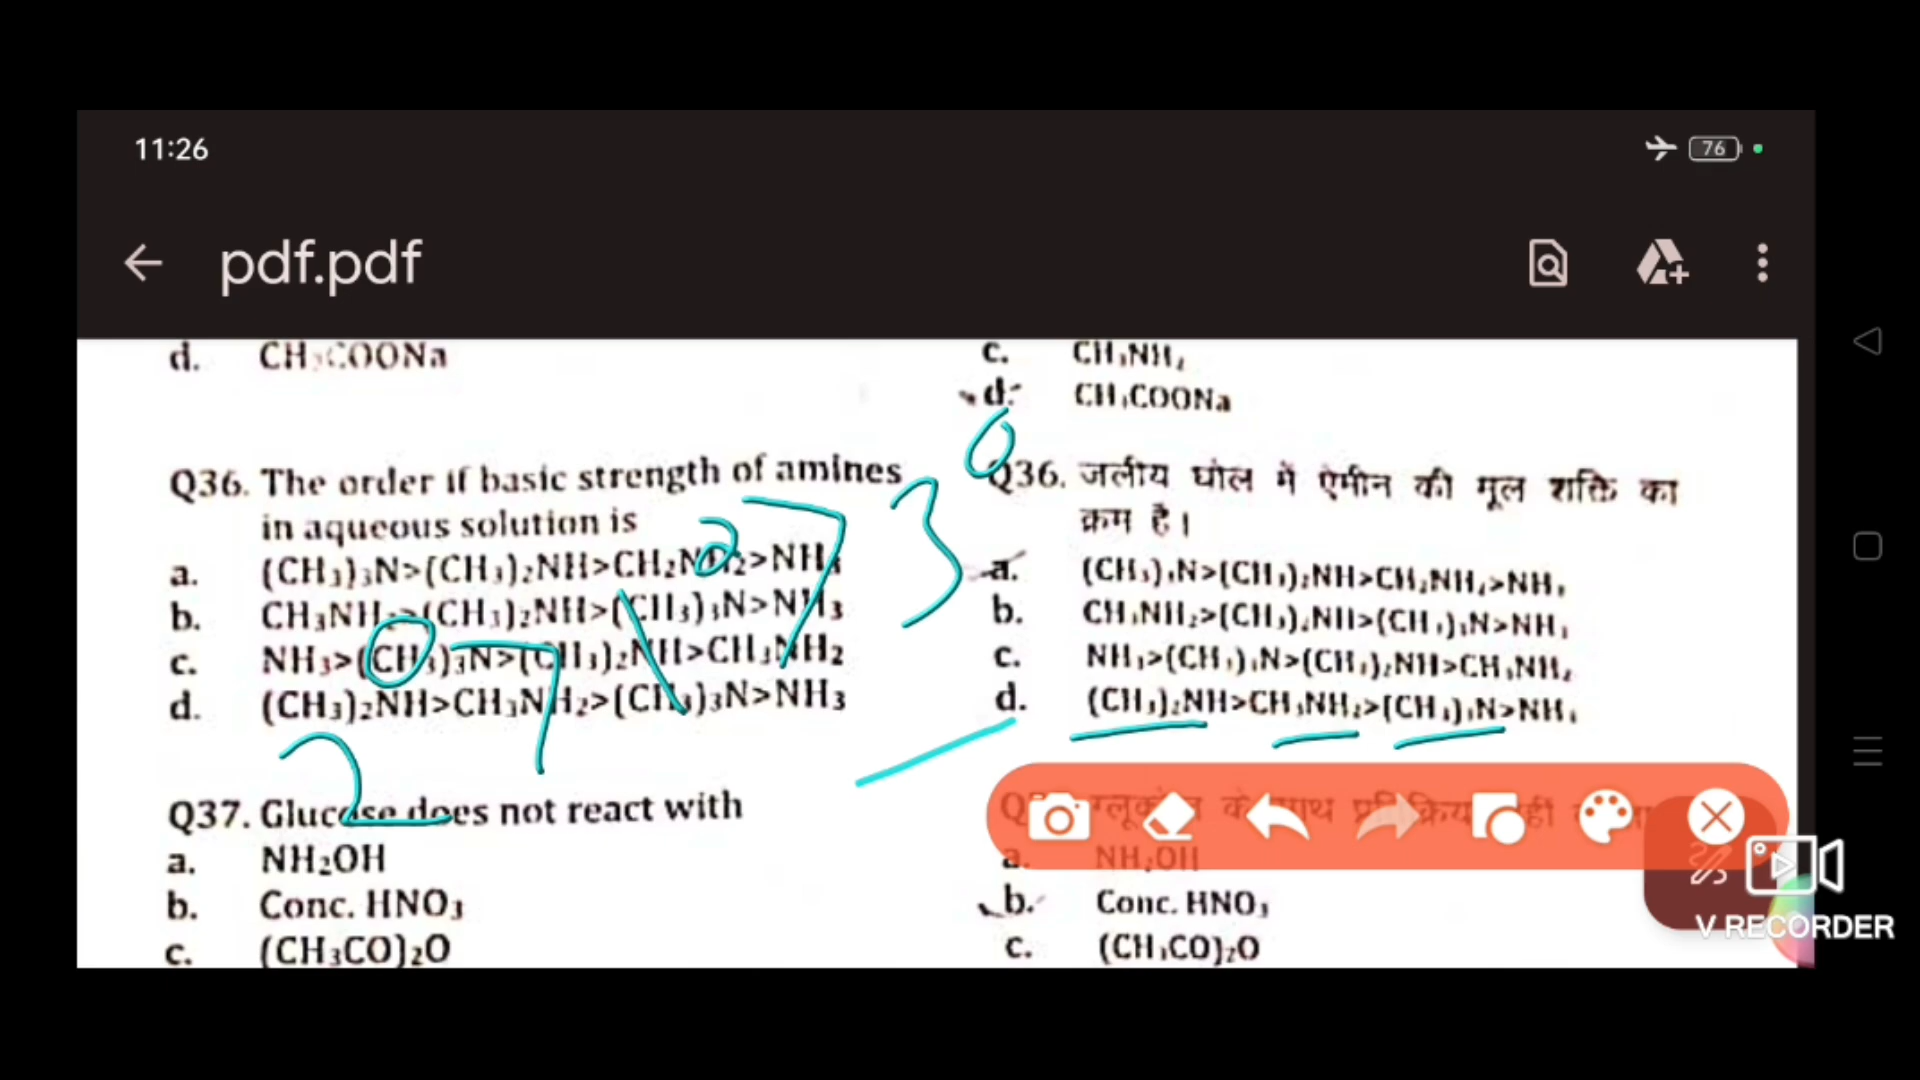 11:26
76
pdf.pdf
d. CH₃COONa
Q36. The order if basic strength of amines
in aqueous solution is
a. (CH₃)₃N>(CH₃)₂NH>CH₂NH₂>NH₃
b. CH₃NH₂>(CH₃)₂NH>(CH₃)₃N>NH₃
c. NH₃>(CH₃)₃N>(CH₃)₂NH>CH₃NH₂
d. (CH₃)₂NH>CH₃NH₂>(CH₃)₃N>NH₃
2°>1°>3°
Q37. Glucose does not react with
a. NH₂OH
b. Conc. HNO₃
c. (CH₃CO)₂O
c. CH₃NH₂
d. CH₃COONa
Q36. जलीय घोल में ऐमीन की मूल शक्ति का
क्रम है।
a. (CH₃)₃N>(CH₃)₂NH>CH₃NH₂>NH₃
b. CH₃NH₂>(CH₃)₂NH>(CH₃)₃N>NH₃
c. NH₃>(CH₃)₃N>(CH₃)₂NH>CH₃NH₂
d. (CH₃)₂NH>CH₃NH₂>(CH₃)₃N>NH₃
a. NH₂OH
b. Conc. HNO₃
c. (CH₃CO)₂O
V RECORDER